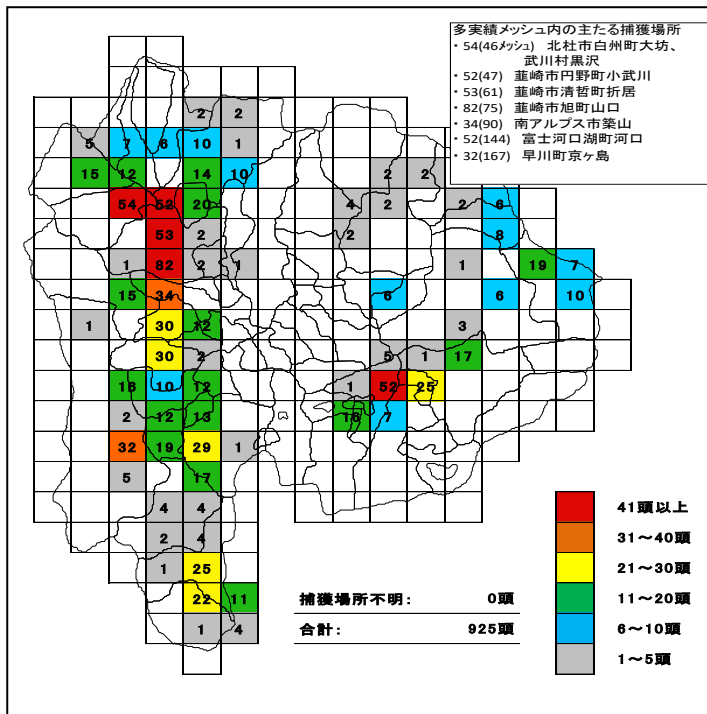 多実績メッシュ内の主たる捕獲場所
・54(46メッシュ) 北杜市白州町大坊、
武川村黒沢
・52(47) 韮崎市円野町小武川
・53(61) 韮崎市清哲町折居
・82(75) 韮崎市旭町山口
・34(90) 南アルプス市築山
・52(144) 富士河口湖町河口
・32(167) 早川町京ヶ島
2 2
5 7 6 10 1
15 12 14 10 2 2
54 52 20 4 2 2 6
53 2 2 8
1 82 2 1 1 19 7
15 34 6 6 10
1 30 12 3
30 2 5 1 17
16 10 12 1 52 25
2 12 13 16 7
32 19 29 1
5 17
4 4
2 4
1 25
22 11
1 4
捕獲場所不明: 0頭
合計: 925頭
41頭以上
31～40頭
21～30頭
11～20頭
6～10頭
1～5頭